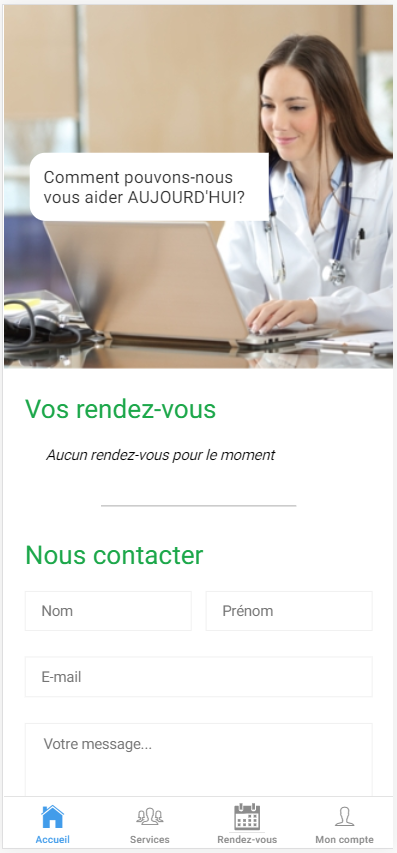 Comment pouvons-nous
vous aider AUJOURD'HUI?
Vos rendez-vous
Aucun rendez-vous pour le moment
Nous contacter
Nom
Prénom
E-mail
Votre message...
Accueil
Services
Rendez-vous
Mon compte